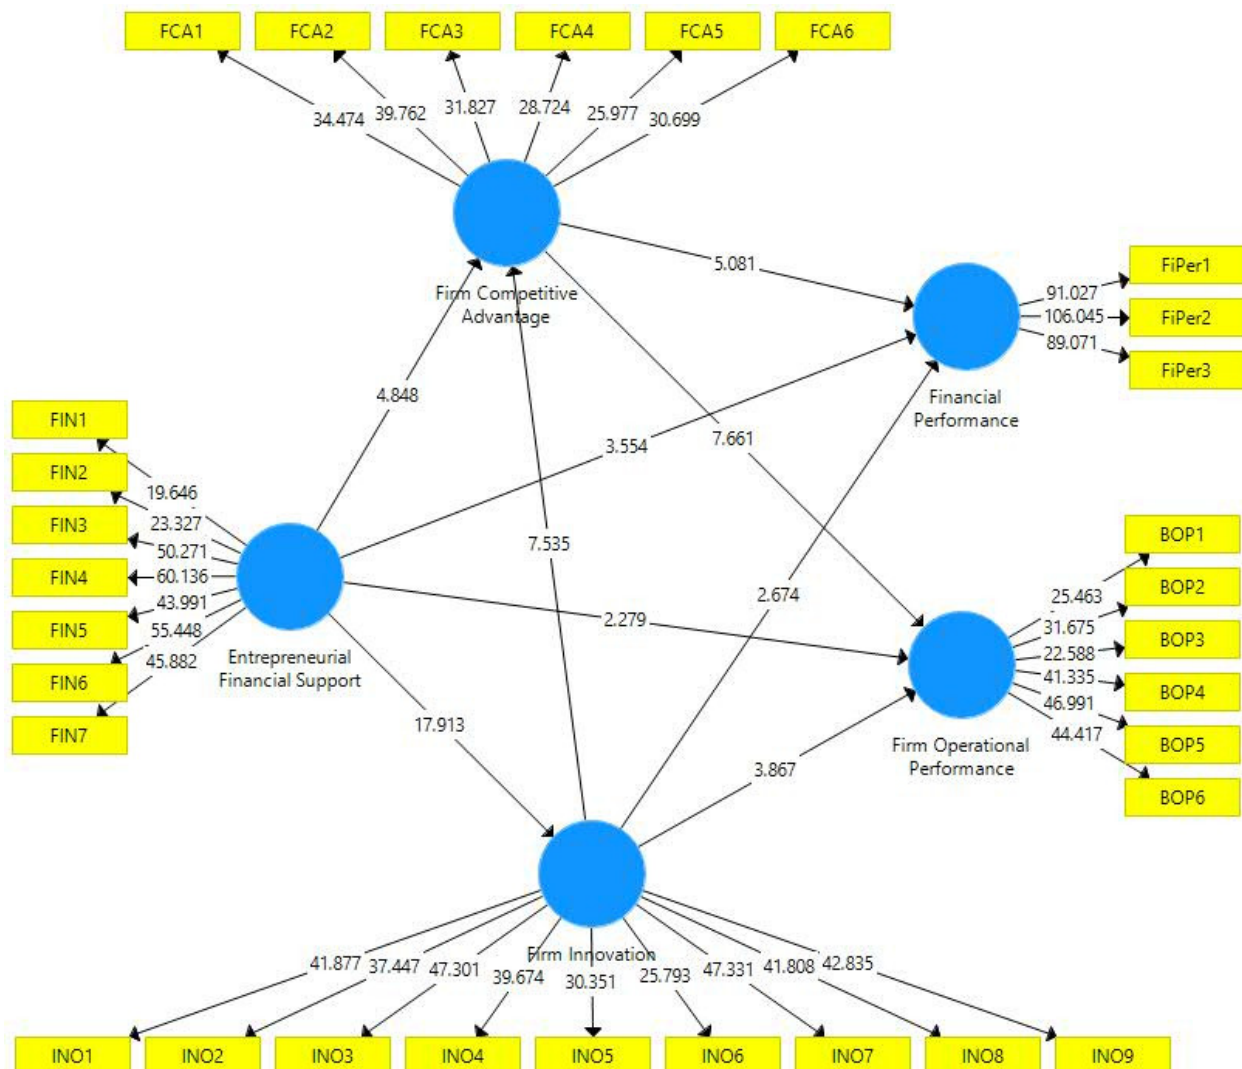 FCA1 FCA2 FCA3 FCA4 FCA5 FCA6
34.474 39.762 31.827 28.724 25.977 30.699
Firm Competitive
Advantage
5.081
FiPer1
FiPer2
FiPer3
91.027
106.045
89.071
Financial
Performance
4.848
3.554
7.661
7.535
2.674
2.279
17.913
3.867
FIN1
FIN2
FIN3
FIN4
FIN5
FIN6
FIN7
19.646
23.327
50.271
60.136
43.991
55.448
45.882
Entrepreneurial
Financial Support
BOP1
BOP2
BOP3
BOP4
BOP5
BOP6
25.463
31.675
22.588
41.335
46.991
44.417
Firm Operational
Performance
Firm Innovation
41.877 37.447 47.301 39.674 30.351 25.793 47.331 41.808 42.835
INO1 INO2 INO3 INO4 INO5 INO6 INO7 INO8 INO9